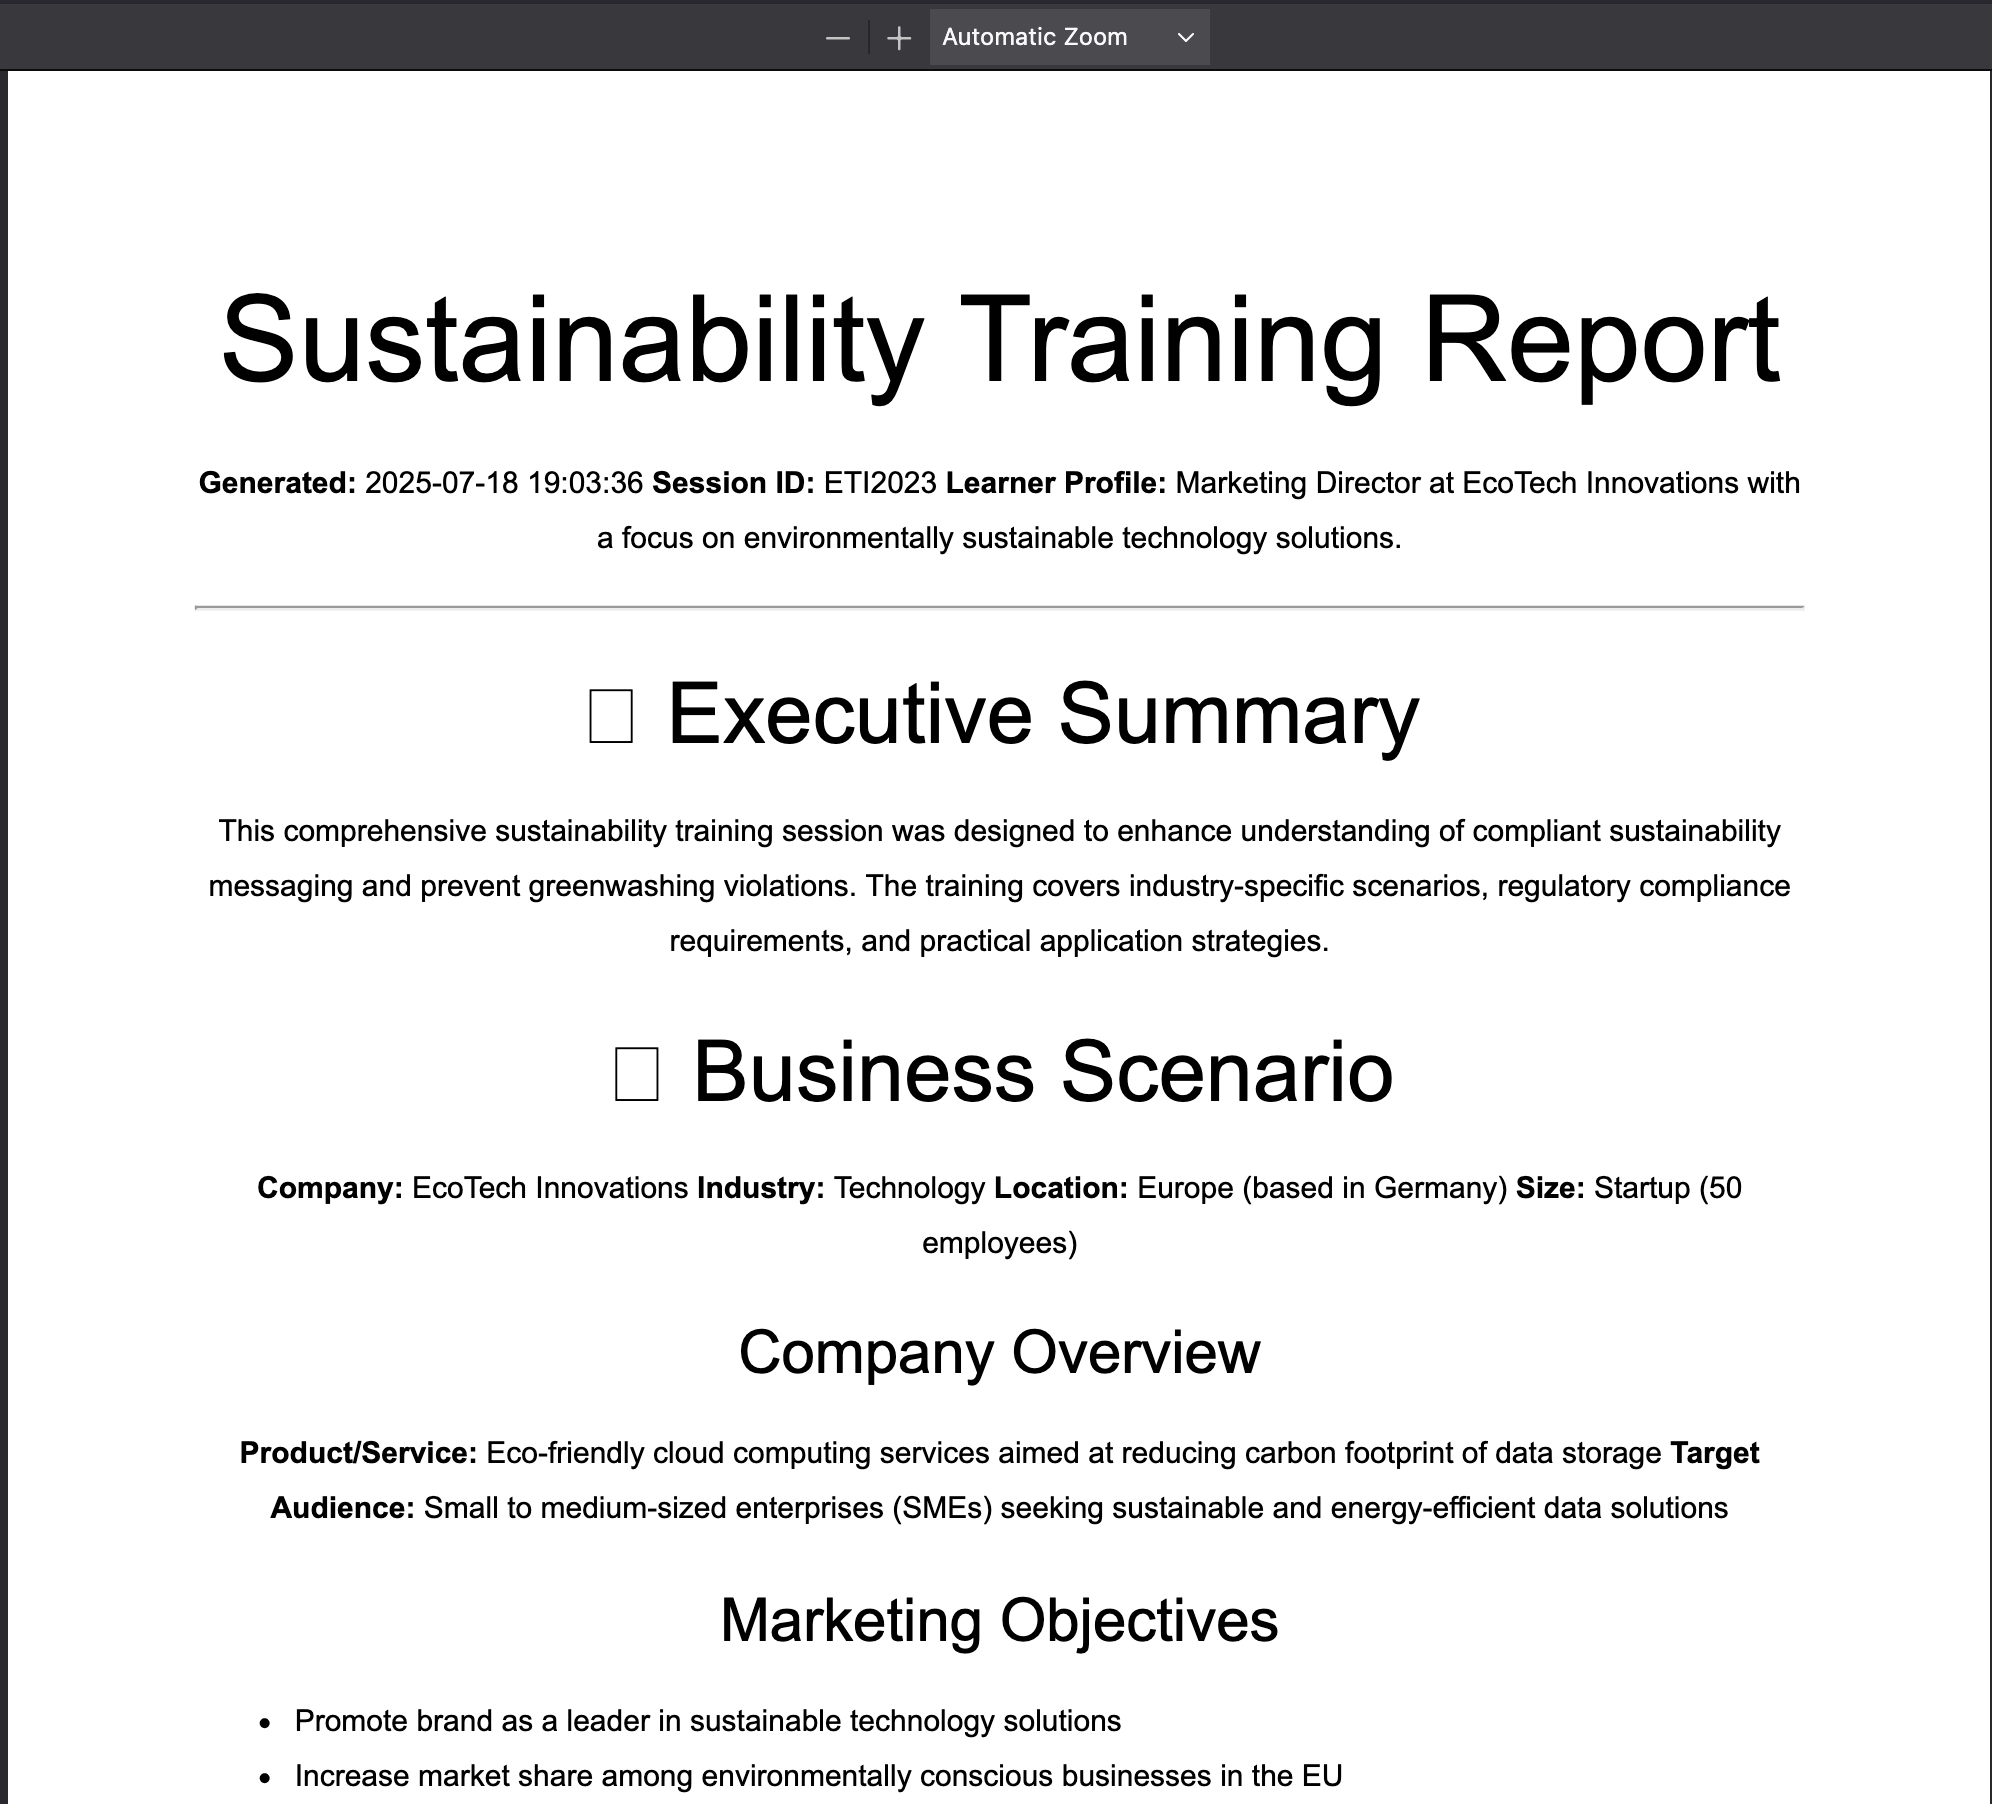 Automatic Zoom
Sustainability Training Report
Generated: 2025-07-18 19:03:36 Session ID: ETI2023 Learner Profile: Marketing Director at EcoTech Innovations with
a focus on environmentally sustainable technology solutions.
□ Executive Summary
This comprehensive sustainability training session was designed to enhance understanding of compliant sustainability
messaging and prevent greenwashing violations. The training covers industry-specific scenarios, regulatory compliance
requirements, and practical application strategies.
□ Business Scenario
Company: EcoTech Innovations Industry: Technology Location: Europe (based in Germany) Size: Startup (50
employees)
Company Overview
Product/Service: Eco-friendly cloud computing services aimed at reducing carbon footprint of data storage Target
Audience: Small to medium-sized enterprises (SMEs) seeking sustainable and energy-efficient data solutions
Marketing Objectives
• Promote brand as a leader in sustainable technology solutions
• Increase market share among environmentally conscious businesses in the EU